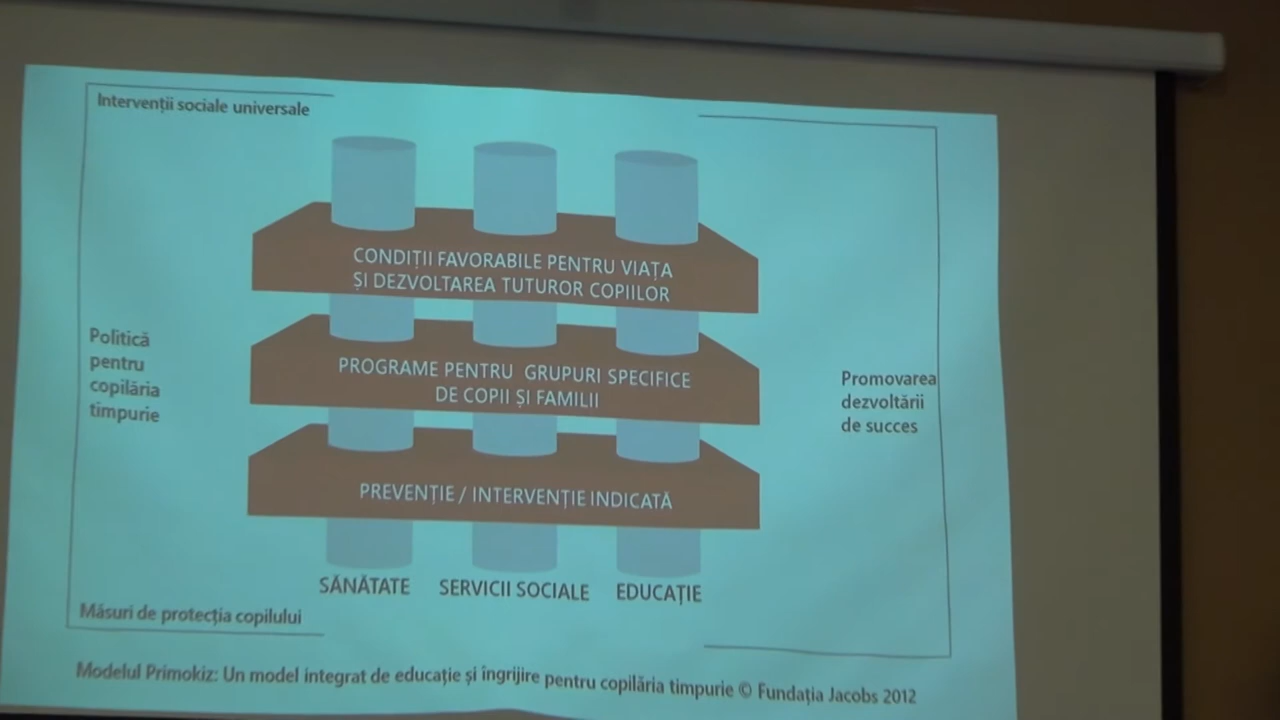 Intervenții sociale universale
CONDIȚII FAVORABILE PENTRU VIAȚA
ȘI DEZVOLTAREA TUTUROR COPIILOR
Politică
pentru
copilăria
timpurie
PROGRAME PENTRU GRUPURI SPECIFICE
DE COPII ȘI FAMILII
Promovarea
dezvoltării
de succes
PREVENȚIE / INTERVENȚIE INDICATĂ
SĂNĂTATE SERVICII SOCIALE EDUCAȚIE
Măsuri de protecția copilului
Modelul Primokiz: Un model integrat de educație și îngrijire pentru copilăria timpurie © Fundația Jacobs 2012